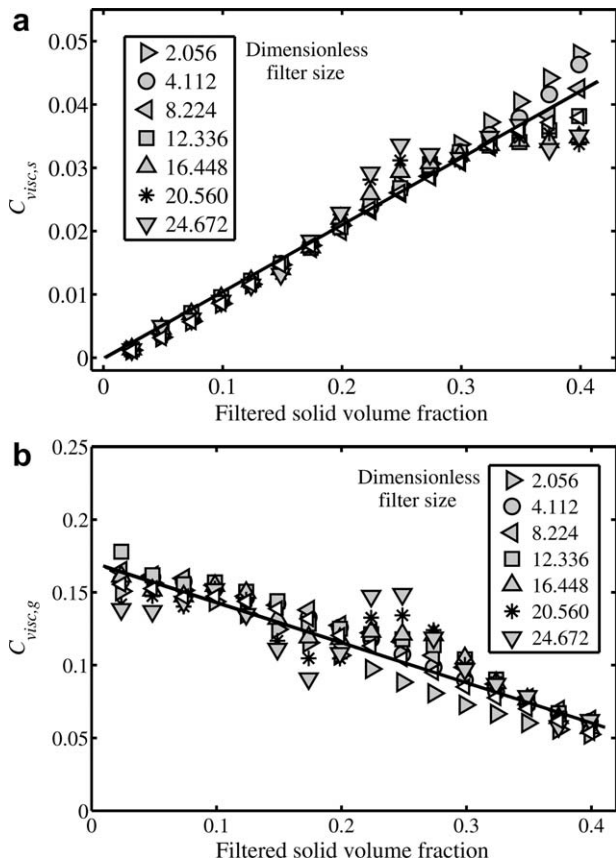 a
0.05
0.04
0.03
0.02
0.01
0
C_visc,s
Dimensionless
filter size
2.056
4.112
8.224
12.336
16.448
20.560
24.672
0 0.1 0.2 0.3 0.4
Filtered solid volume fraction
b
0.25
0.2
0.15
0.1
0.05
0
C_visc,g
Dimensionless
filter size
2.056
4.112
8.224
12.336
16.448
20.560
24.672
0 0.1 0.2 0.3 0.4
Filtered solid volume fraction